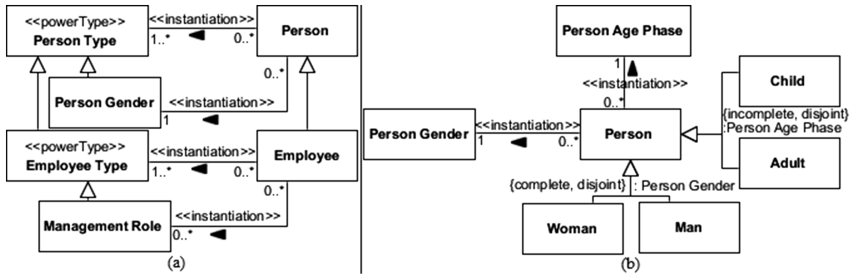 <<powerType>>
Person Type
<<instantiation>>
1..*
0..*
Person
0..*
Person Gender
<<instantiation>>
1
<<powerType>>
Employee Type
<<instantiation>>
1..*
0..*
Employee
0..*
Management Role
<<instantiation>>
0..*
(a)
Person Age Phase
1
<<instantiation>>
0..*
Person Gender
<<instantiation>>
1
0..*
Person
Child
{incomplete, disjoint}
:Person Age Phase
Adult
{complete, disjoint} : Person Gender
Woman
Man
(b)